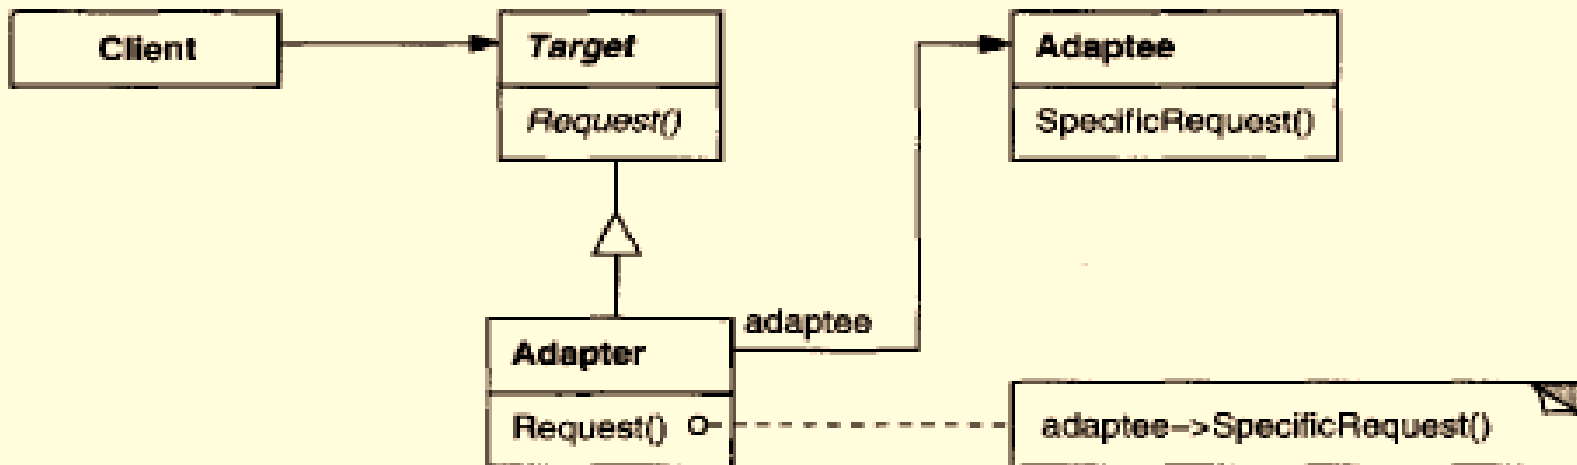 Client
Target
Request()
Adaptee
SpecificRequest()
adaptee
Adapter
Request()
adaptee->SpecificRequest()